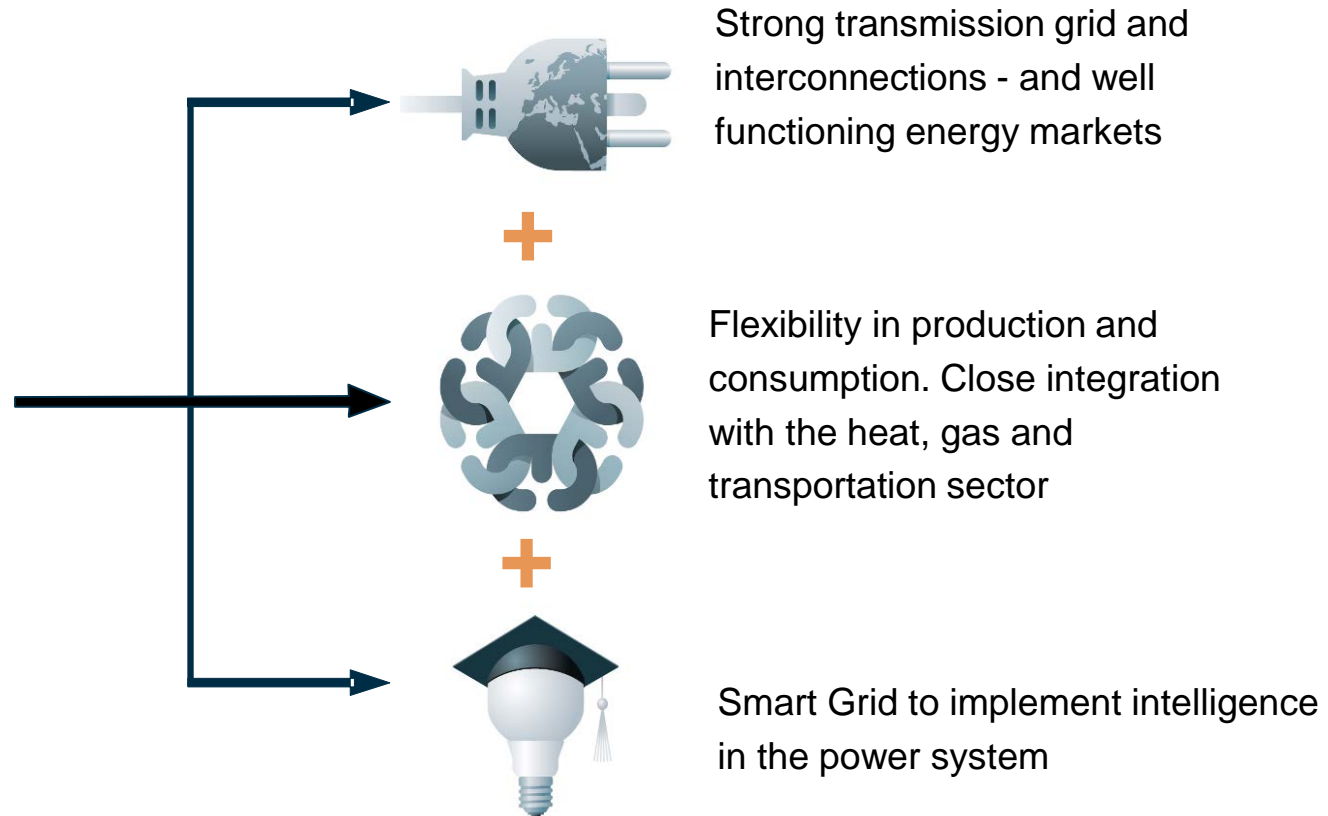 Strong transmission grid and
interconnections - and well
functioning energy markets
Flexibility in production and
consumption. Close integration
with the heat, gas and
transportation sector
Smart Grid to implement intelligence
in the power system